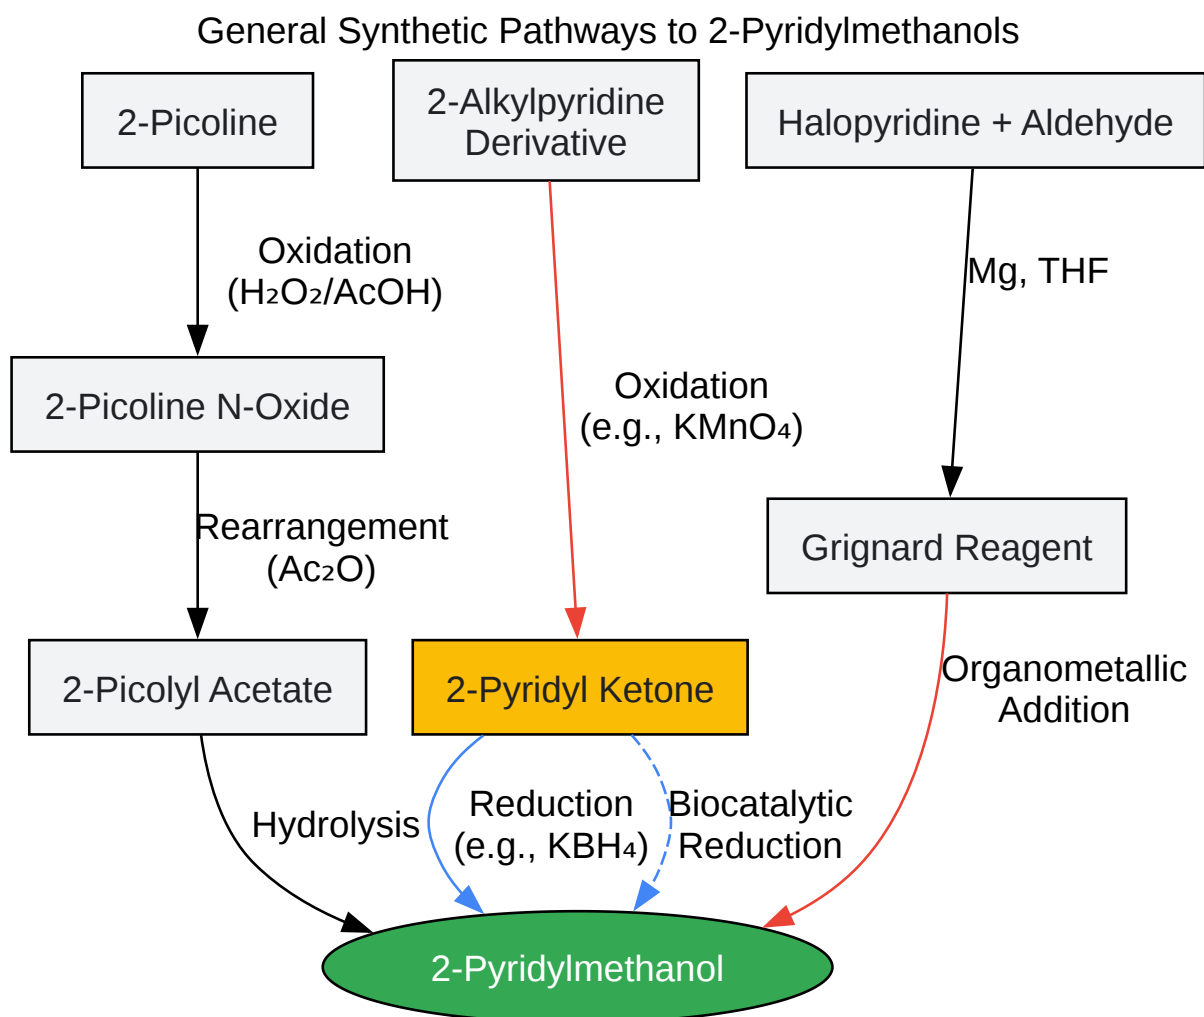 General Synthetic Pathways to 2-Pyridylmethanols
2-Picoline
2-Alkylpyridine
Derivative
Halopyridine + Aldehyde
Oxidation
(H₂O₂/AcOH)
Mg, THF
2-Picoline N-Oxide
Oxidation
(e.g., KMnO₄)
Rearrangement
(Ac₂O)
Grignard Reagent
2-Picolyl Acetate
2-Pyridyl Ketone
Organometallic
Addition
Hydrolysis
Reduction
(e.g., KBH₄)
Biocatalytic
Reduction
2-Pyridylmethanol